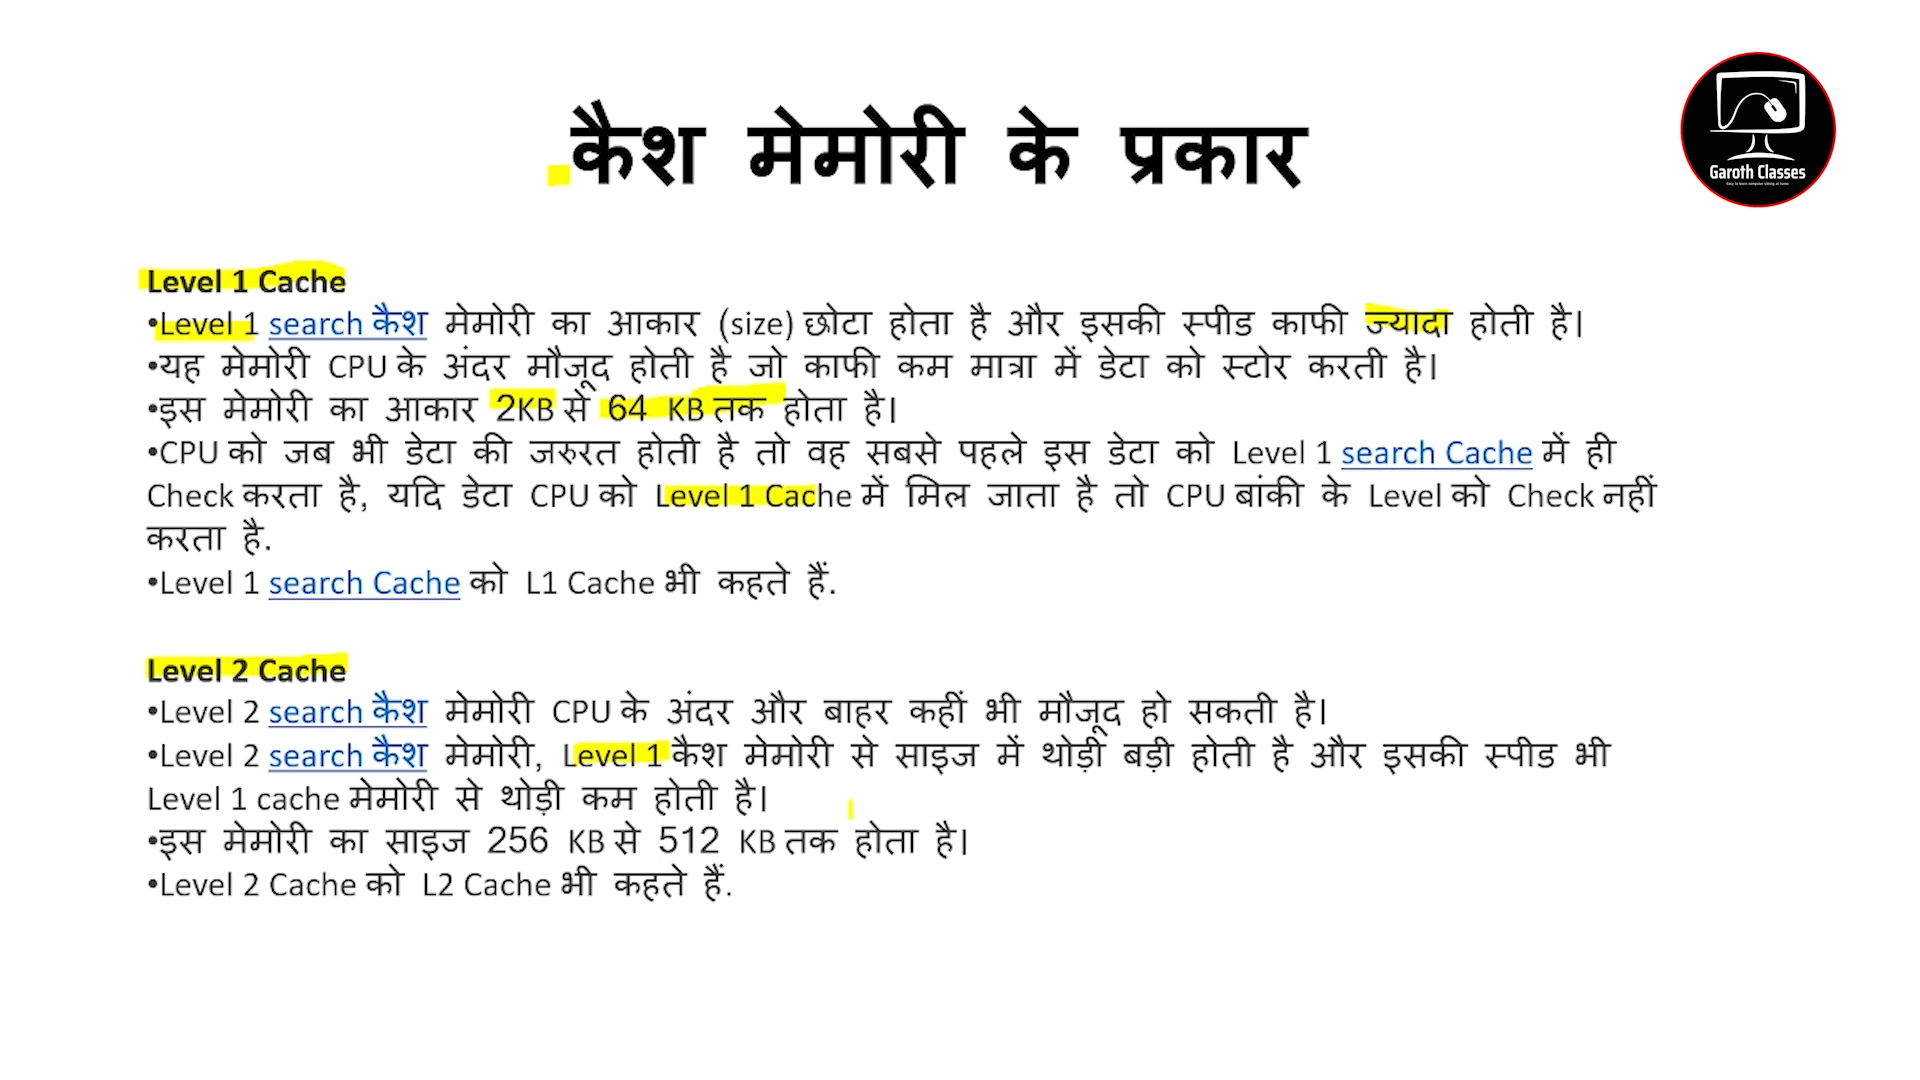 कैश मेमोरी के प्रकार
Garoth Classes
Level 1 Cache
•Level 1 search कैश मेमोरी का आकार (size) छोटा होता है और इसकी स्पीड काफी ज्यादा होती है।
•यह मेमोरी CPU के अंदर मौजूद होती है जो काफी कम मात्रा में डेटा को स्टोर करती है।
•इस मेमोरी का आकार 2KB से 64 KB तक होता है।
•CPU को जब भी डेटा की जरुरत होती है तो वह सबसे पहले इस डेटा को Level 1 search Cache में ही
Check करता है, यदि डेटा CPU को Level 1 Cache में मिल जाता है तो CPU बांकी के Level को Check नहीं
करता है.
•Level 1 search Cache को L1 Cache भी कहते हैं.
Level 2 Cache
•Level 2 search कैश मेमोरी CPU के अंदर और बाहर कहीं भी मौजूद हो सकती है।
•Level 2 search कैश मेमोरी, Level 1 कैश मेमोरी से साइज में थोड़ी बड़ी होती है और इसकी स्पीड भी
Level 1 cache मेमोरी से थोड़ी कम होती है।
•इस मेमोरी का साइज 256 KB से 512 KB तक होता है।
•Level 2 Cache को L2 Cache भी कहते हैं.